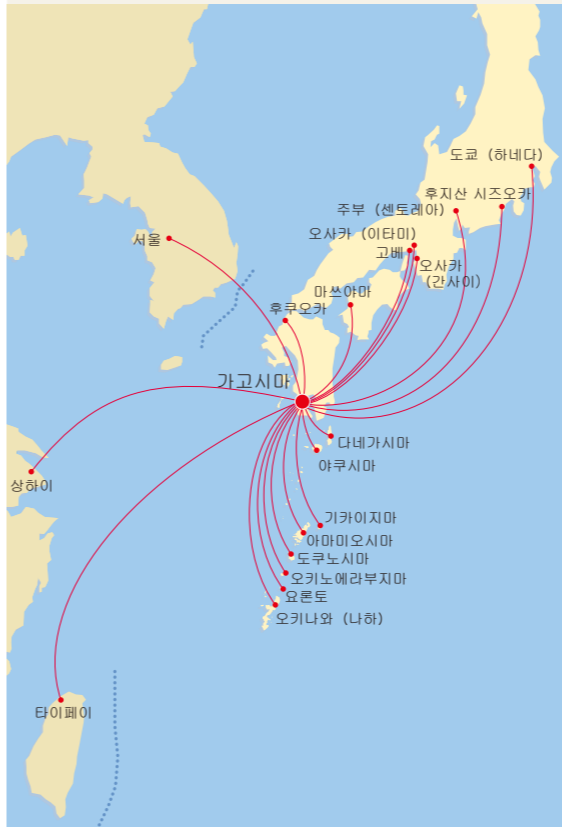 도쿄 (하네다)
후지산 시즈오카
주부 (센토레아)
오사카 (이타미)
서울
고베
오사카
(간사이)
마쓰야마
후쿠오카
가고시마
다네가시마
야쿠시마
상하이
기카이지마
아마미오시마
도쿠노시마
오키노에라부지마
요론토
오키나와 (나하)
타이페이